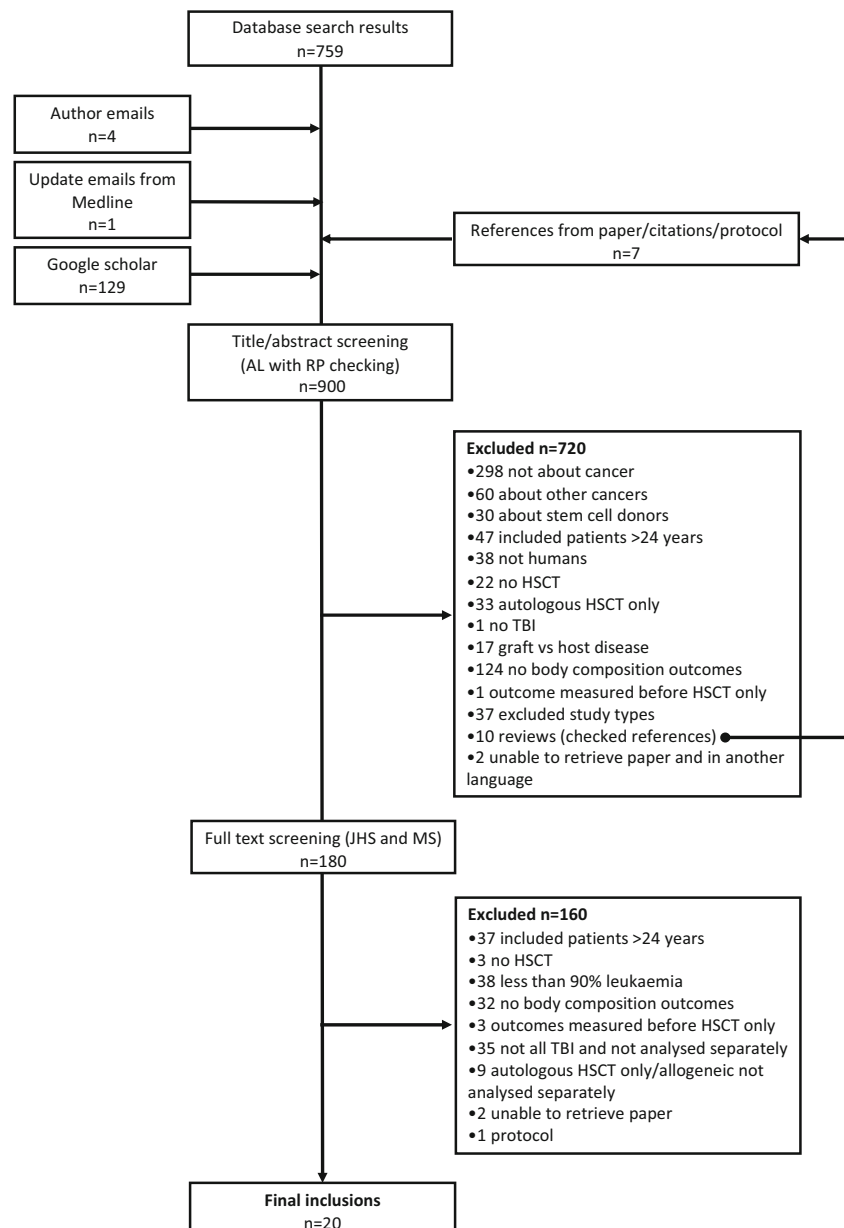 Database search results
n=759
Author emails
n=4
Update emails from
Medline
n=1
References from paper/citations/protocol
n=7
Google scholar
n=129
Title/abstract screening
(AL with RP checking)
n=900
Excluded n=720
•298 not about cancer
•60 about other cancers
•30 about stem cell donors
•47 included patients >24 years
•38 not humans
•22 no HSCT
•33 autologous HSCT only
•1 no TBI
•17 graft vs host disease
•124 no body composition outcomes
•1 outcome measured before HSCT only
•37 excluded study types
•10 reviews (checked references)
•2 unable to retrieve paper and in another
language
Full text screening (JHS and MS)
n=180
Excluded n=160
•37 included patients >24 years
•3 no HSCT
•38 less than 90% leukaemia
•32 no body composition outcomes
•3 outcomes measured before HSCT only
•35 not all TBI and not analysed separately
•9 autologous HSCT only/allogeneic not
analysed separately
•2 unable to retrieve paper
•1 protocol
Final inclusions
n=20